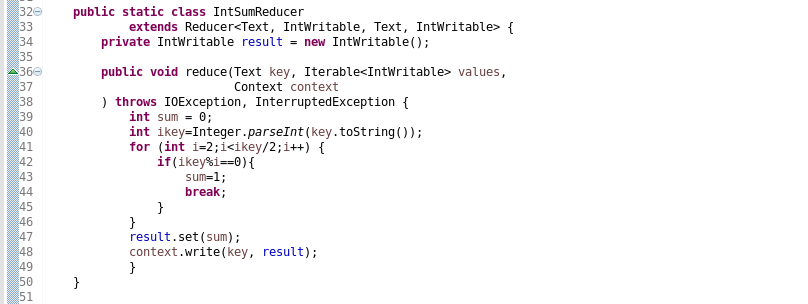 32 public static class IntSumReducer
33 extends Reducer<Text, IntWritable, Text, IntWritable> {
34 private IntWritable result = new IntWritable();
35
36 public void reduce(Text key, Iterable<IntWritable> values,
37 Context context
38 ) throws IOException, InterruptedException {
39 int sum = 0;
40 int ikey=Integer.parseInt(key.toString());
41 for (int i=2;i<ikey/2;i++) {
42 if(ikey%i==0){
43 sum=1;
44 break;
45 }
46 }
47 result.set(sum);
48 context.write(key, result);
49 }
50 }
51